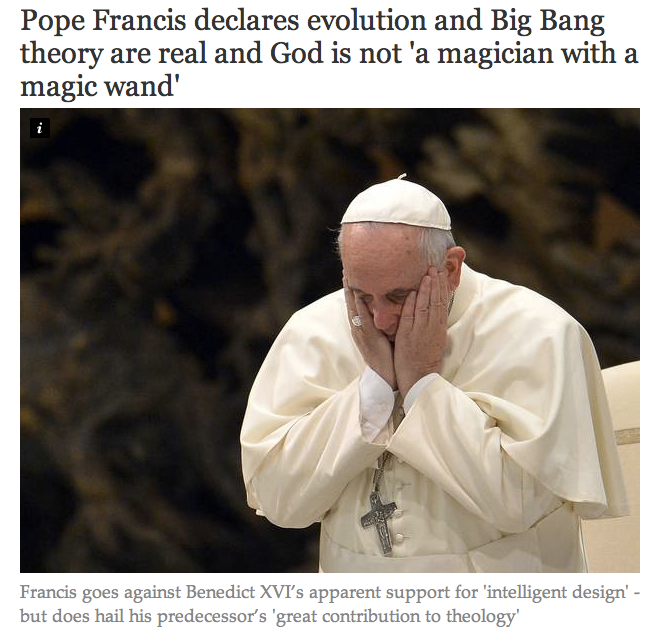 Pope Francis declares evolution and Big Bang
theory are real and God is not 'a magician with a
magic wand'
i
Francis goes against Benedict XVI’s apparent support for 'intelligent design' -
but does hail his predecessor’s 'great contribution to theology'